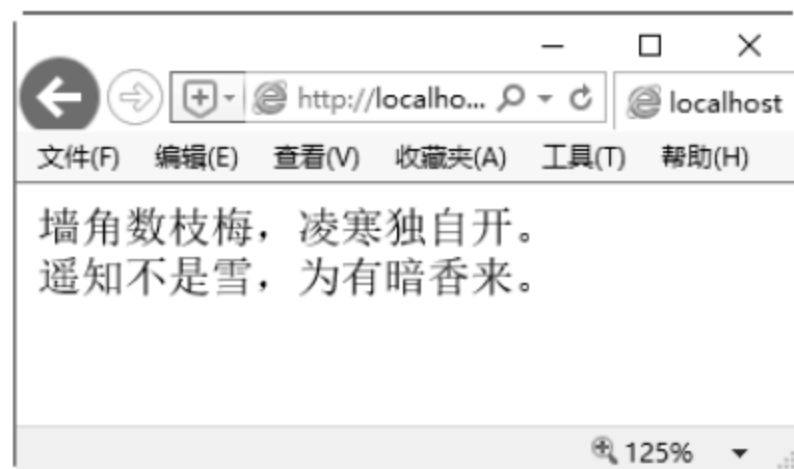 http://localho...
localhost
文件(F) 编辑(E) 查看(V) 收藏夹(A) 工具(T) 帮助(H)
墙角数枝梅，凌寒独自开。
遥知不是雪，为有暗香来。
125%